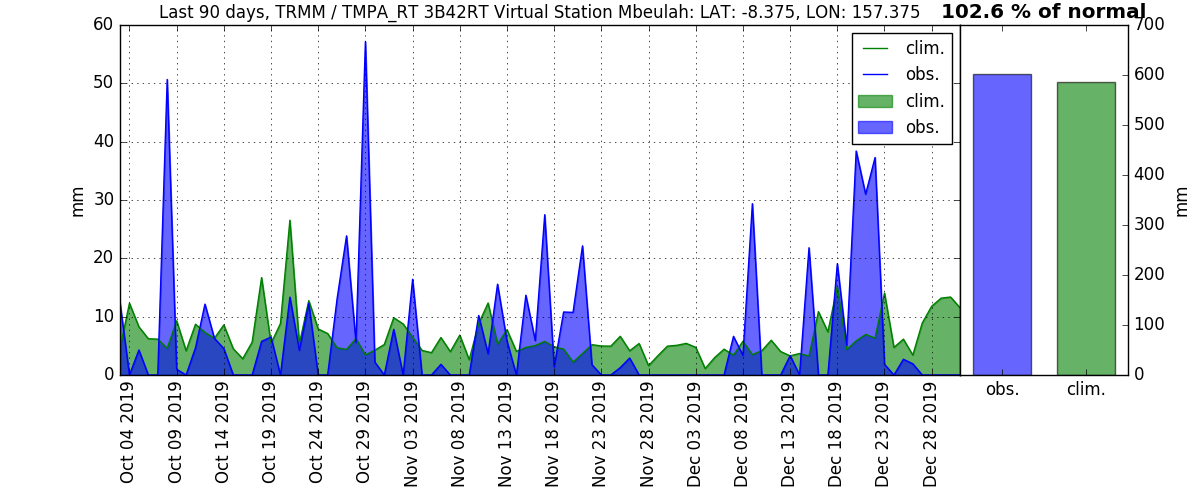 Last 90 days, TRMM / TMPA_RT 3B42RT Virtual Station Mbeulah: LAT: -8.375, LON: 157.375
102.6 % of normal
mm
60
50
40
30
20
10
0
clim.
obs.
clim.
obs.
Oct 04 2019
Oct 09 2019
Oct 14 2019
Oct 19 2019
Oct 24 2019
Oct 29 2019
Nov 03 2019
Nov 08 2019
Nov 13 2019
Nov 18 2019
Nov 23 2019
Nov 28 2019
Dec 03 2019
Dec 08 2019
Dec 13 2019
Dec 18 2019
Dec 23 2019
Dec 28 2019
700
600
500
400
300
200
100
0
mm
obs.
clim.